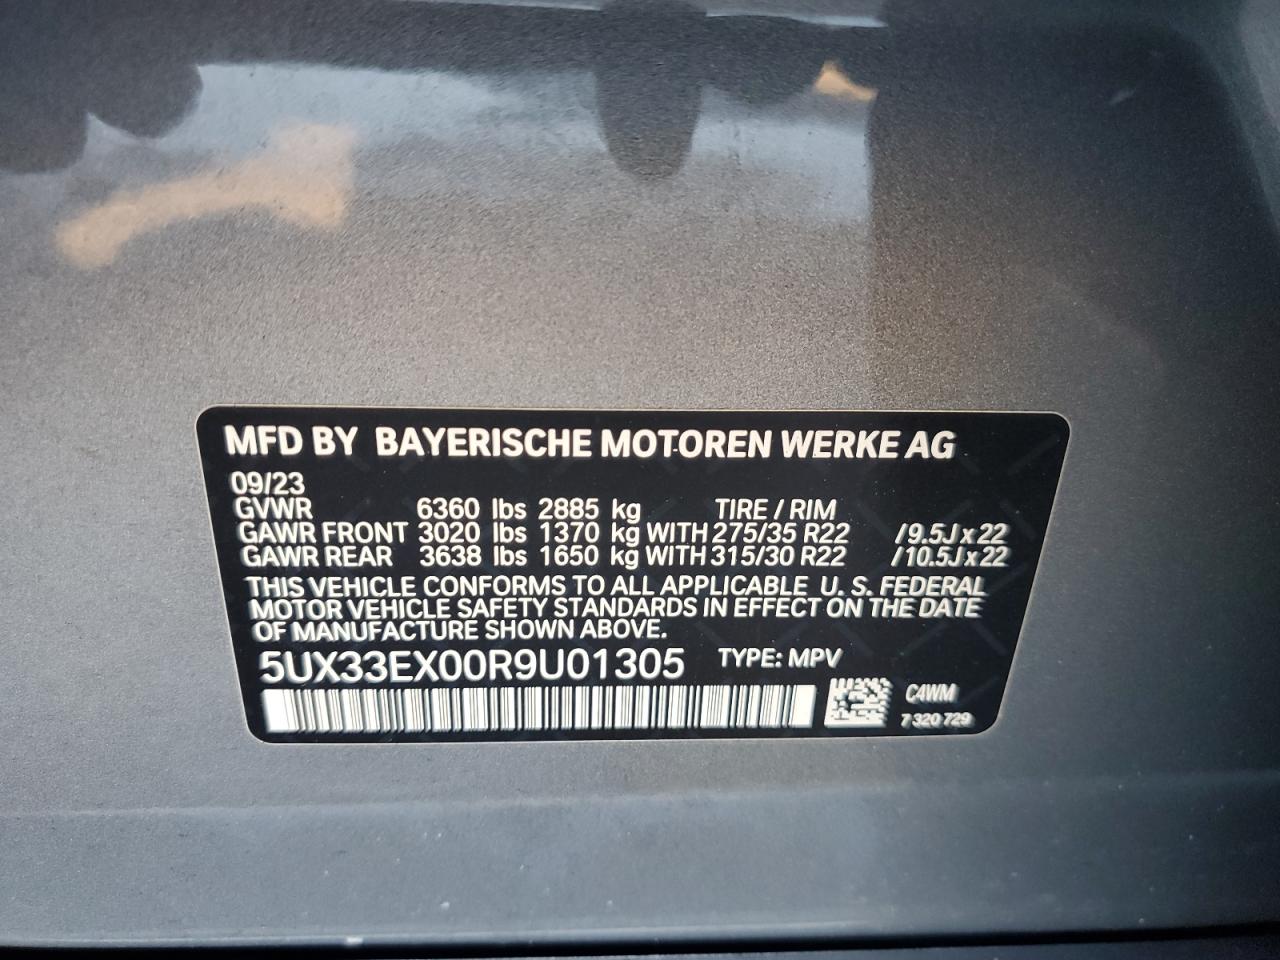 MFD BY BAYERISCHE MOTOREN WERKE AG
09/23
GVWR 6360 lbs 2885 kg TIRE / RIM
GAWR FRONT 3020 lbs 1370 kg WITH 275/35 R22 /9.5J x 22
GAWR REAR 3638 lbs 1650 kg WITH 315/30 R22 /10.5J x 22
THIS VEHICLE CONFORMS TO ALL APPLICABLE U. S. FEDERAL
MOTOR VEHICLE SAFETY STANDARDS IN EFFECT ON THE DATE
OF MANUFACTURE SHOWN ABOVE.
5UX33EX00R9U01305 TYPE: MPV
C4WM
7 320 729